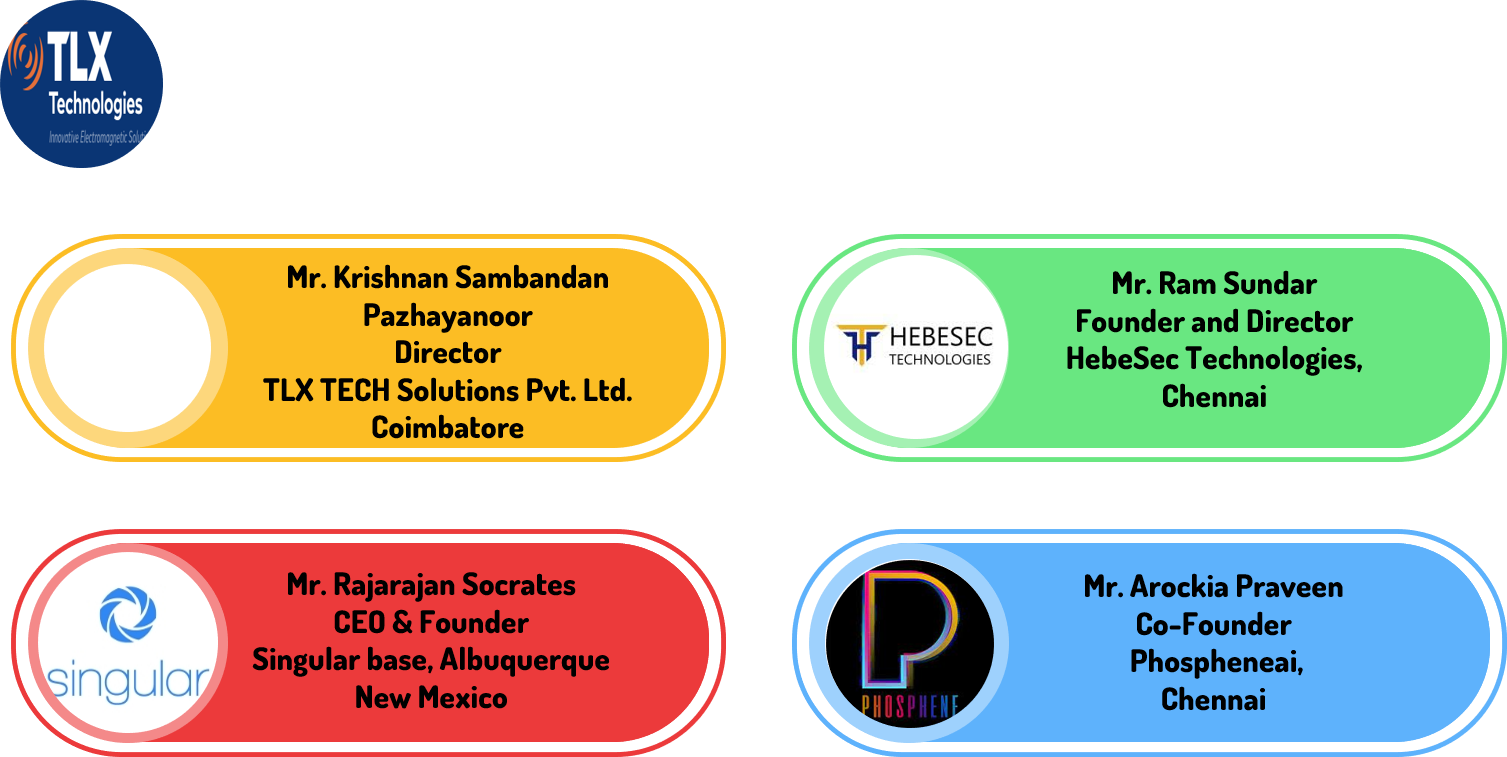 TLX
Technologies
Innovative Electromagnetic
Mr. Krishnan Sambandan
Pazhayanoor
Director
TLX TECH Solutions Pvt. Ltd.
Coimbatore
HEBESEC
TECHNOLOGIES
Mr. Ram Sundar
Founder and Director
HebeSec Technologies,
Chennai
singular
Mr. Rajarajan Socrates
CEO & Founder
Singular base, Albuquerque
New Mexico
PHOSPHENE
Mr. Arockia Praveen
Co-Founder
Phospheneai,
Chennai